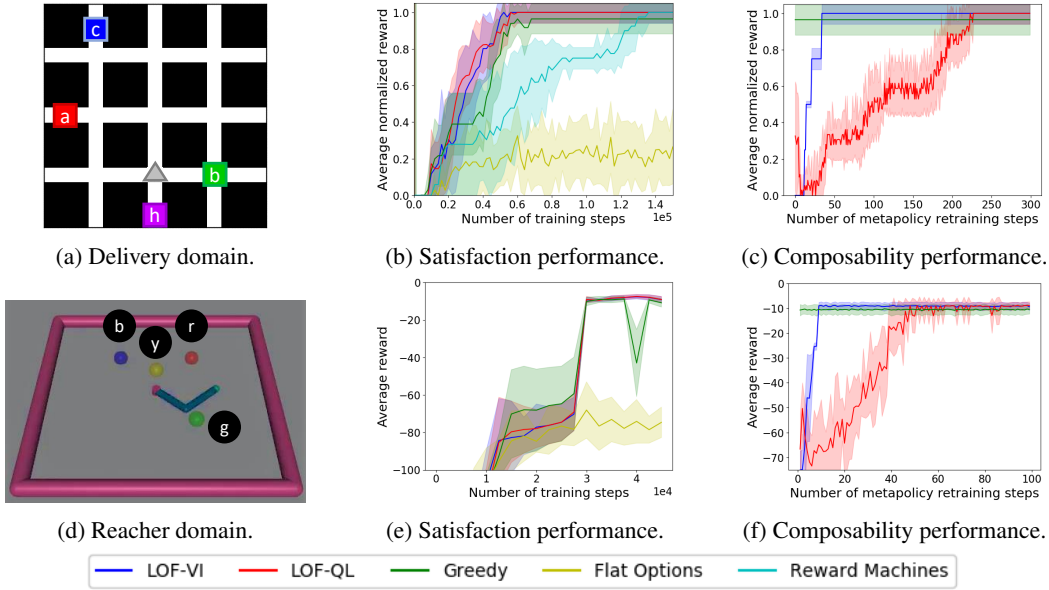 c
a
b
h
(a) Delivery domain.
Average normalized reward
1.0
0.8
0.6
0.4
0.2
0.0
0.0 0.2 0.4 0.6 0.8 1.0 1.2 1.4
1e5
Number of training steps
(b) Satisfaction performance.
Average normalized reward
1.0
0.8
0.6
0.4
0.2
0.0
0 50 100 150 200 250 300
Number of metapolicy retraining steps
(c) Composability performance.
b
r
y
g
(d) Reacher domain.
Average reward
0
−20
−40
−60
−80
−100
0 1 2 3 4
1e4
Number of training steps
(e) Satisfaction performance.
Average reward
0
−10
−20
−30
−40
−50
−60
−70
0 20 40 60 80 100
Number of metapolicy retraining steps
(f) Composability performance.
LOF-VI LOF-QL Greedy Flat Options Reward Machines